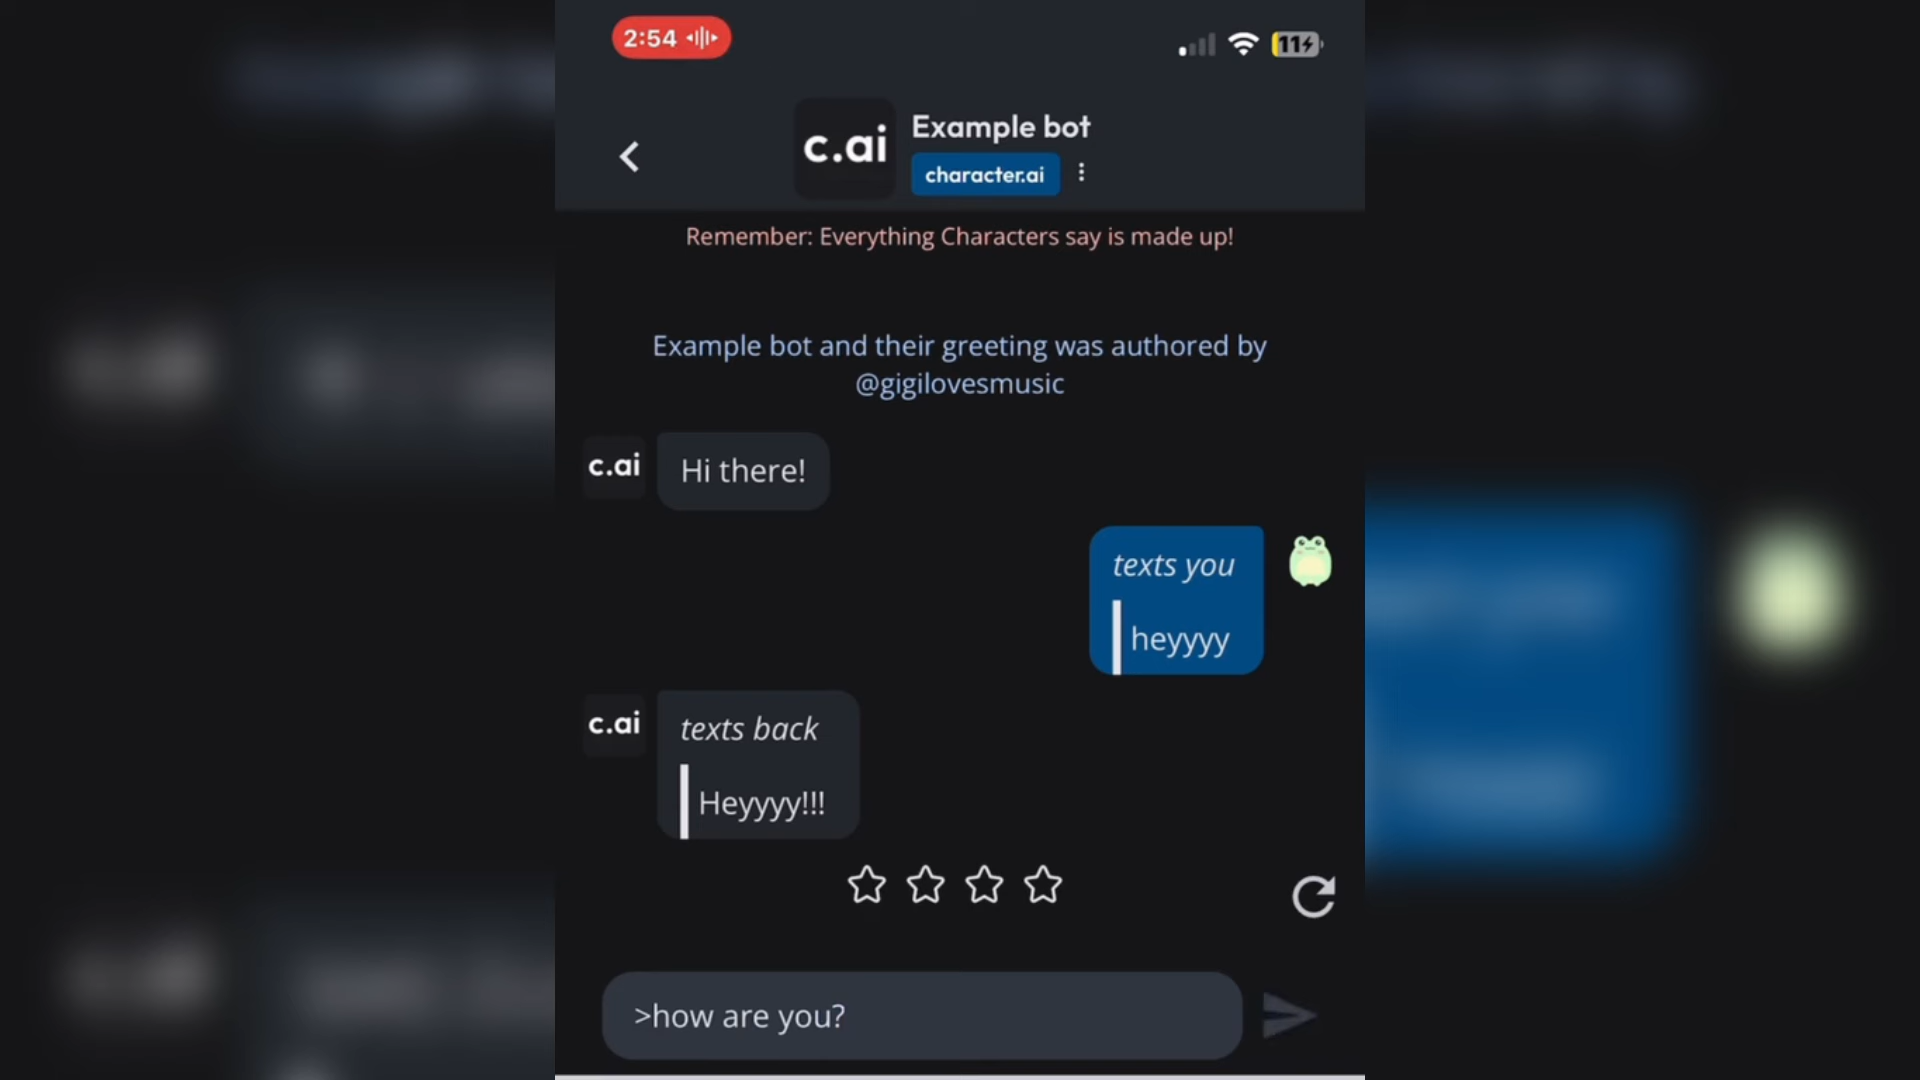 2:54
11
c.ai
Example bot
character.ai
Remember: Everything Characters say is made up!
Example bot and their greeting was authored by
@gigilovesmusic
c.ai
Hi there!
texts you
heyyyy
c.ai
texts back
Heyyyy!!!
>how are you?